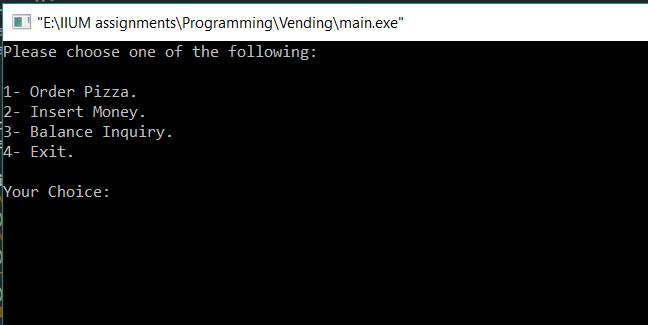 "E:\IIUM assignments\Programming\Vending\main.exe"
Please choose one of the following:
1- Order Pizza.
2- Insert Money.
3- Balance Inquiry.
4- Exit.
Your Choice: